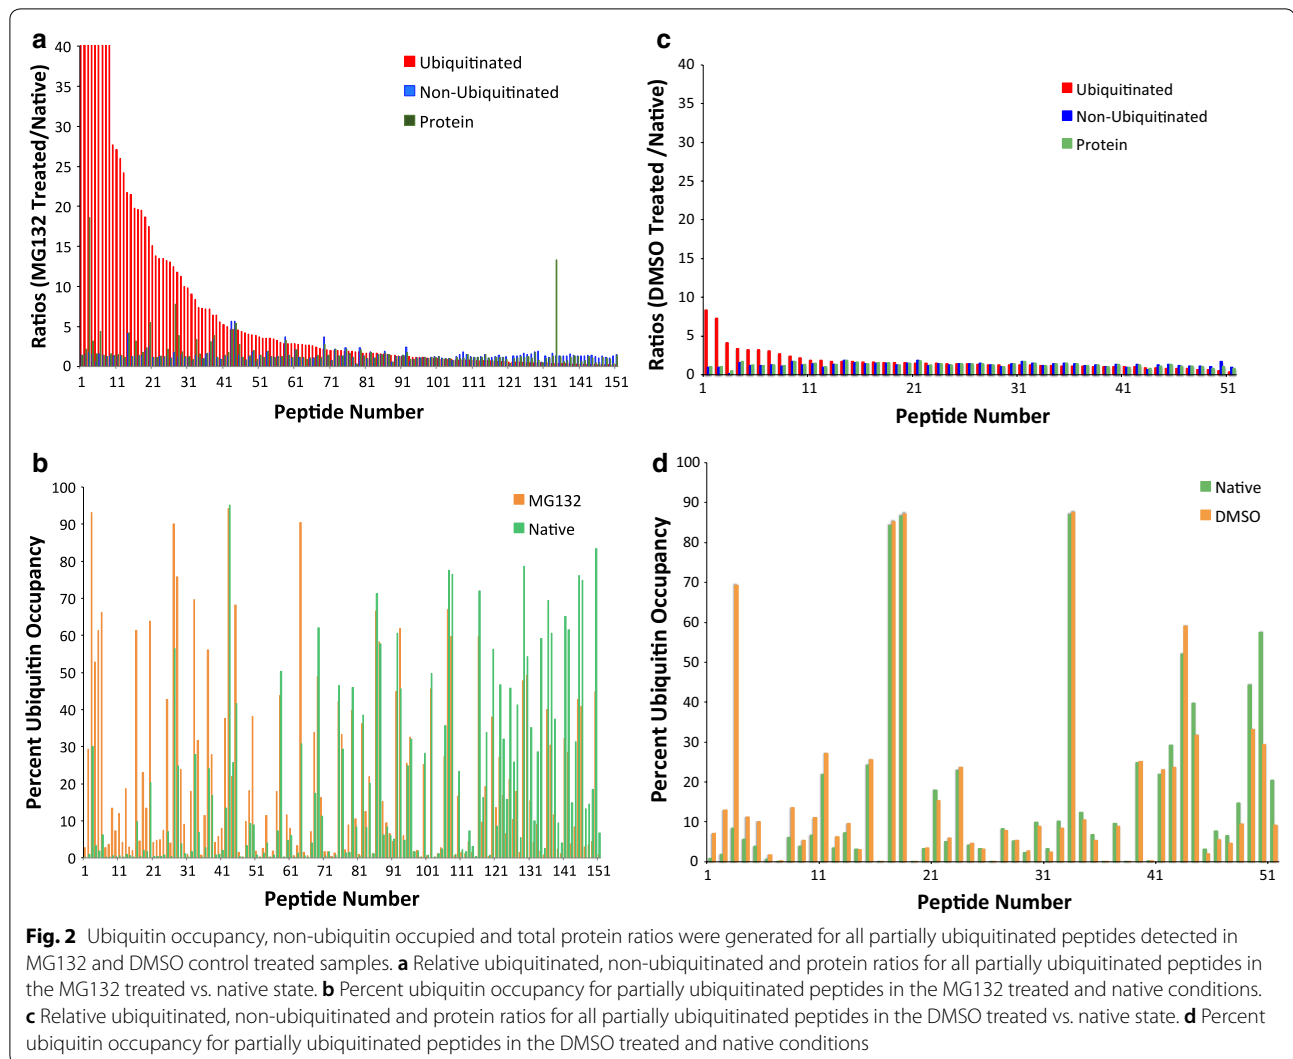 a
40
35
30
25
20
15
10
5
0
Ratios (MG132 Treated/Native)
Ubiquitinated
Non-Ubiquitinated
Protein
1 11 21 31 41 51 61 71 81 91 101 111 121 131 141 151
Peptide Number
c
40
35
30
25
20
15
10
5
0
Ratios (DMSO Treated /Native)
Ubiquitinated
Non-Ubiquitinated
Protein
1 11 21 31 41 51
Peptide Number
b
100
90
80
70
60
50
40
30
20
10
0
Percent Ubiquitin Occupancy
MG132
Native
1 11 21 31 41 51 61 71 81 91 101 111 121 131 141 151
Peptide Number
d
100
90
80
70
60
50
40
30
20
10
0
Percent Ubiquitin Occupancy
Native
DMSO
1 11 21 31 41 51
Peptide Number
Fig. 2 Ubiquitin occupancy, non-ubiquitin occupied and total protein ratios were generated for all partially ubiquitinated peptides detected in
MG132 and DMSO control treated samples. a Relative ubiquitinated, non-ubiquitinated and protein ratios for all partially ubiquitinated peptides in
the MG132 treated vs. native state. b Percent ubiquitin occupancy for partially ubiquitinated peptides in the MG132 treated and native conditions.
c Relative ubiquitinated, non-ubiquitinated and protein ratios for all partially ubiquitinated peptides in the DMSO treated vs. native state. d Percent
ubiquitin occupancy for partially ubiquitinated peptides in the DMSO treated and native conditions